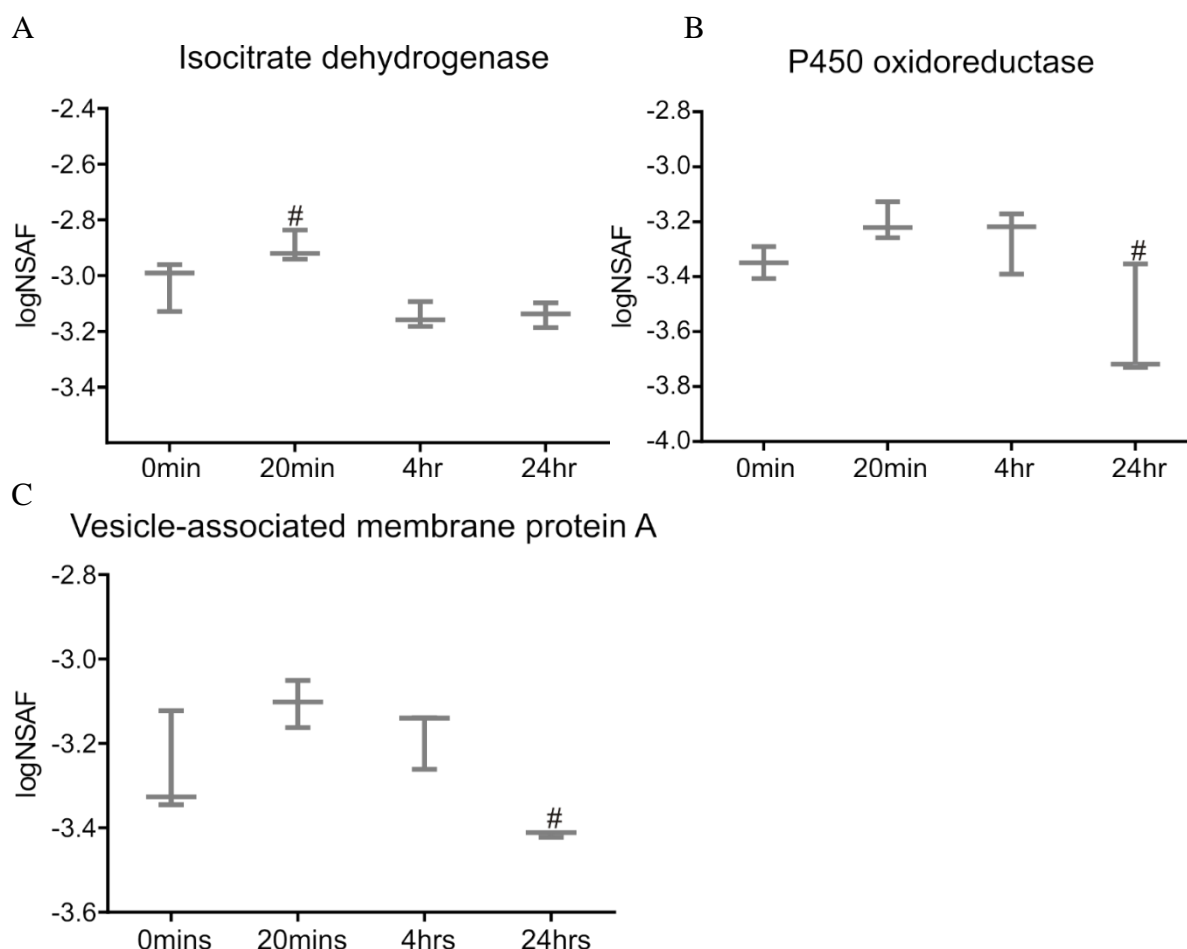 A
Isocitrate dehydrogenase
logNSAF
-2.4
-2.6
-2.8
-3.0
-3.2
-3.4
#
0min 20min 4hr 24hr
B
P450 oxidoreductase
logNSAF
-2.8
-3.0
-3.2
-3.4
-3.6
-3.8
-4.0
#
0min 20min 4hr 24hr
C
Vesicle-associated membrane protein A
logNSAF
-2.8
-3.0
-3.2
-3.4
-3.6
#
0mins 20mins 4hrs 24hrs